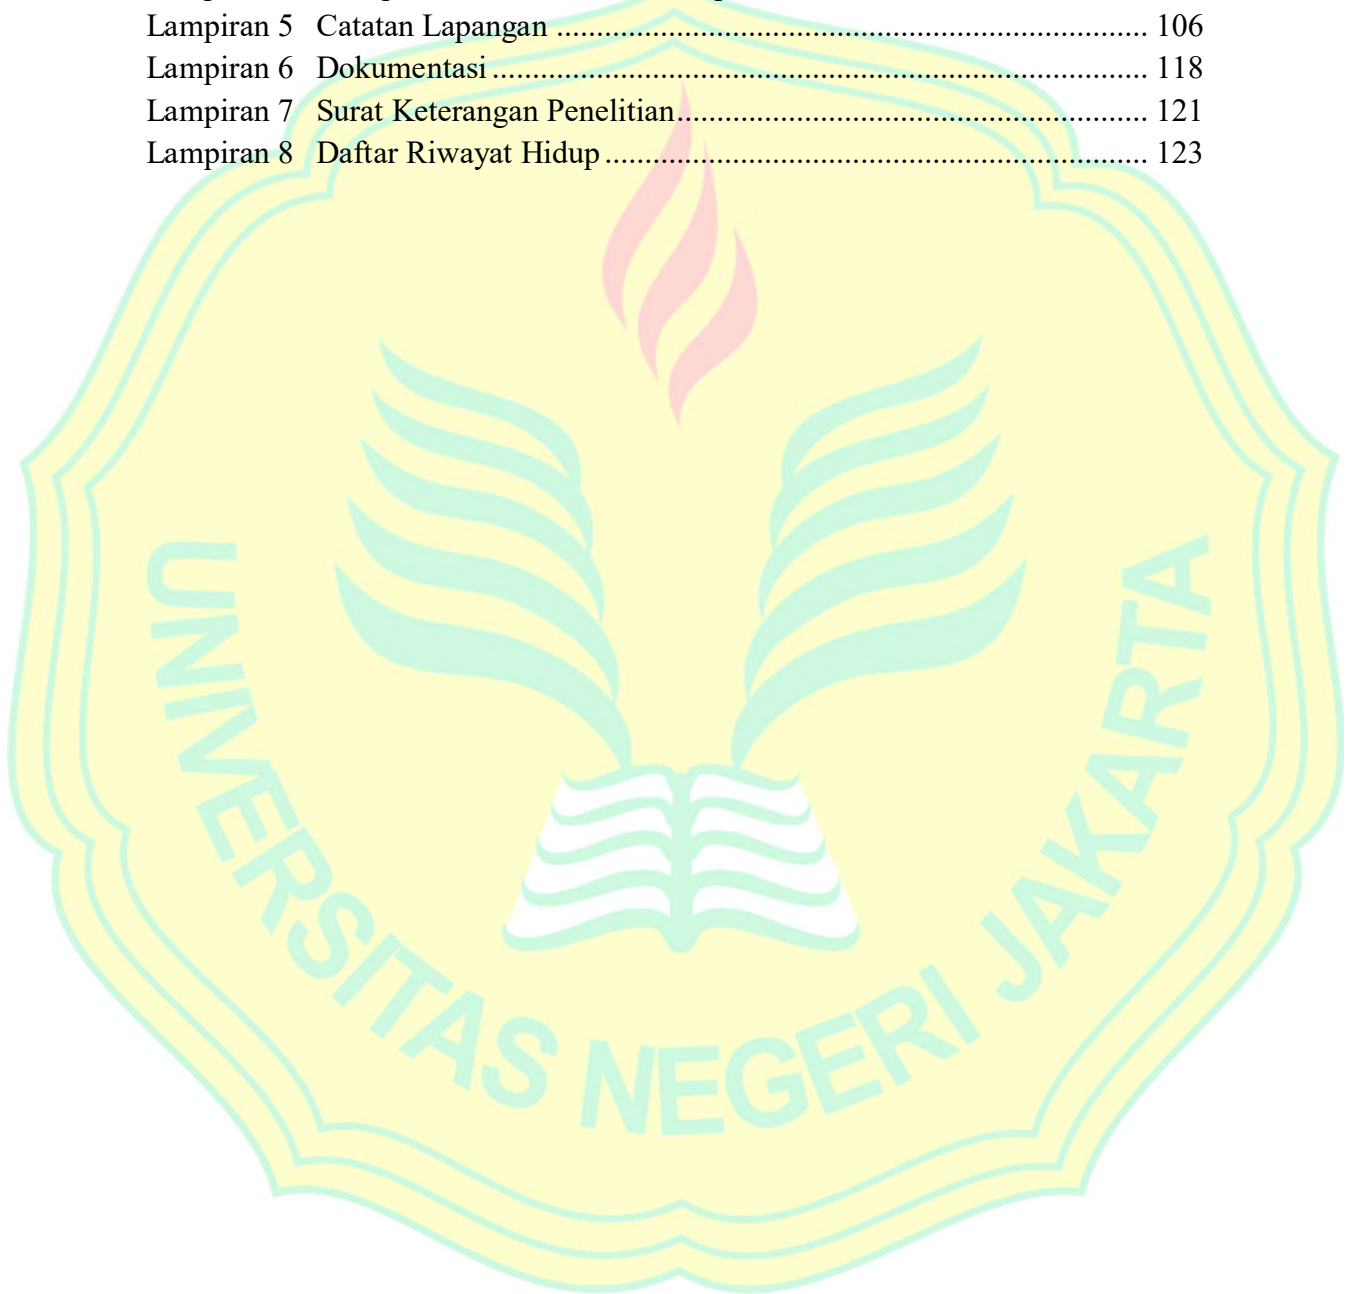 Lampiran 5 Catatan Lapangan ........................................................................... 106
Lampiran 6 Dokumentasi ................................................................................... 118
Lampiran 7 Surat Keterangan Penelitian............................................................ 121
Lampiran 8 Daftar Riwayat Hidup ..................................................................... 123
UNIVERSITAS NEGERI JAKARTA